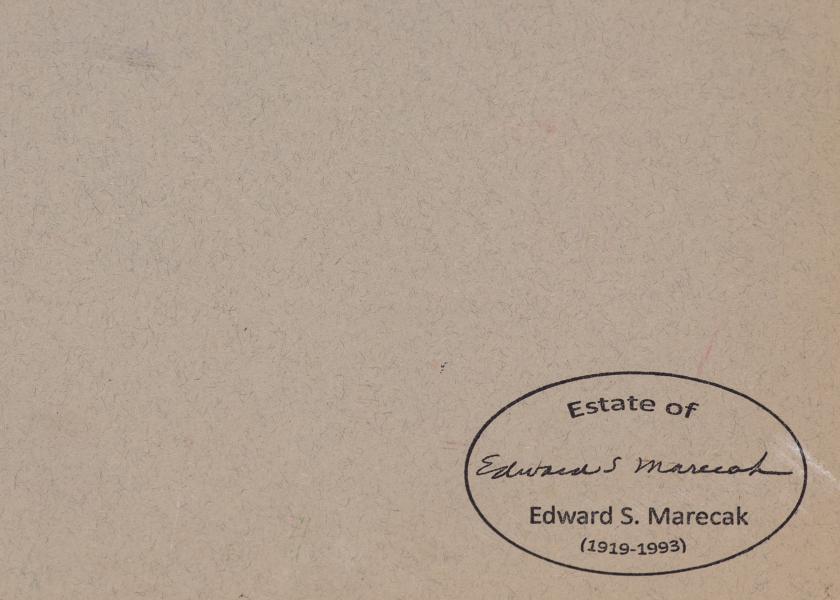 Estate of
Edward S Marecak
Edward S. Marecak
(1919-1993)